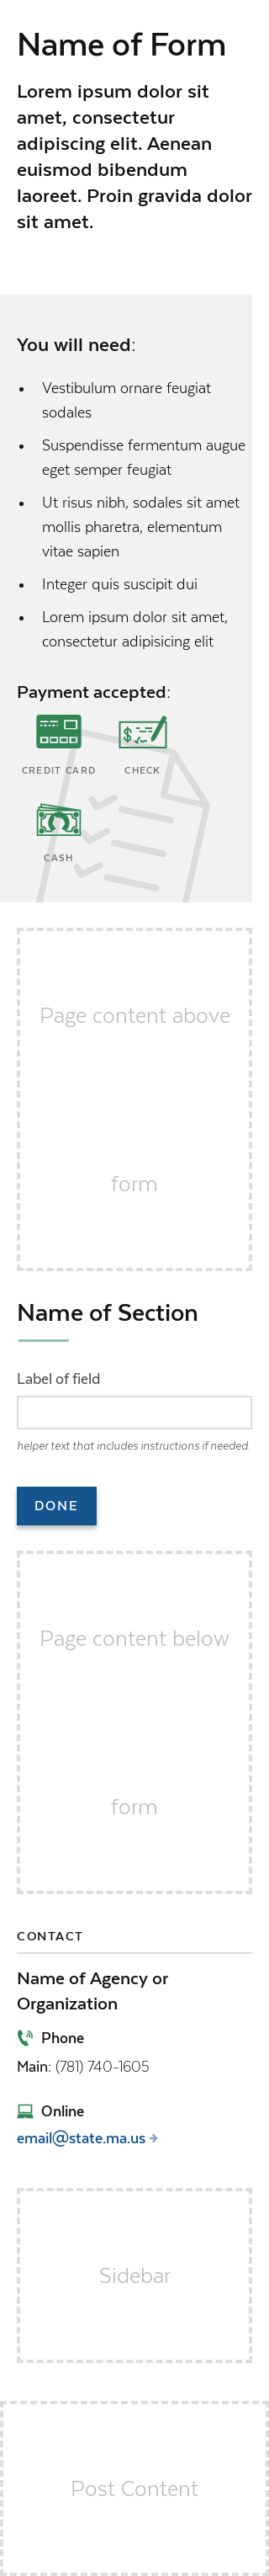 Name of Form
Lorem ipsum dolor sit
amet, consectetur
adipiscing elit. Aenean
euismod bibendum
laoreet. Proin gravida dolor
sit amet.
You will need:
• Vestibulum ornare feugiat
sodales
• Suspendisse fermentum augue
eget semper feugiat
• Ut risus nibh, sodales sit amet
mollis pharetra, elementum
vitae sapien
• Integer quis suscipit dui
• Lorem ipsum dolor sit amet,
consectetur adipisicing elit
Payment accepted:
CREDIT CARD CHECK
CASH
Page content above
form
Name of Section
Label of field
helper text that includes instructions if needed.
DONE
Page content below
form
CONTACT
Name of Agency or
Organization
Phone
Main: (781) 740-1605
Online
email@state.ma.us
Sidebar
Post Content